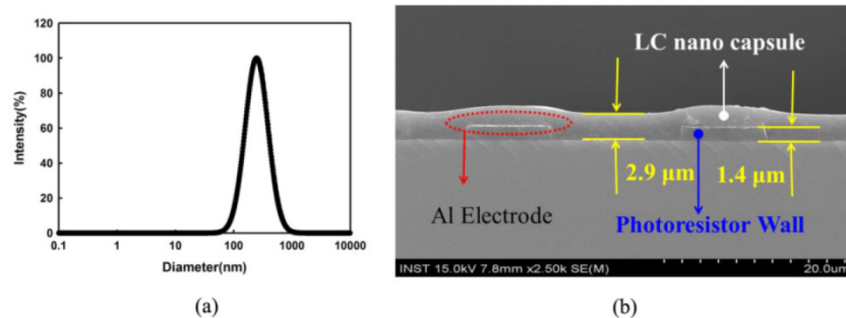 120
100
80
60
40
20
0
Intensity(%)
0.1 1 10 100 1000 10000
Diameter(nm)
(a)
LC nano capsule
2.9 μm
1.4 μm
Al Electrode
Photoresistor Wall
INST 15.0kV 7.8mm x2.50k SE(M)
20.0um
(b)